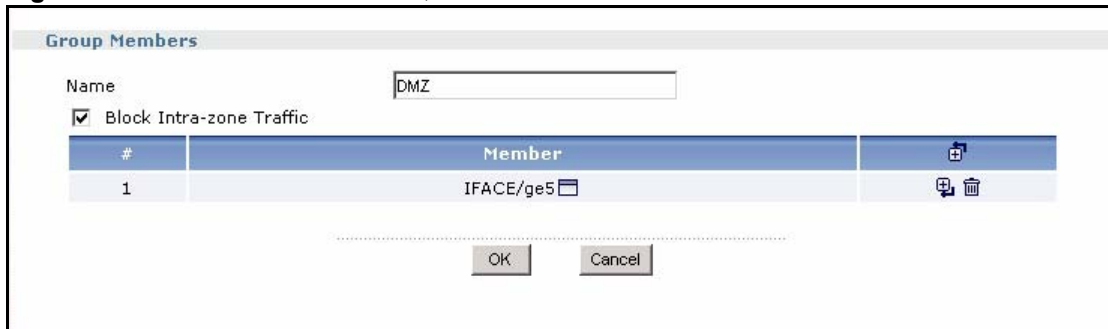 Group Members
Name DMZ
Block Intra-zone Traffic
# Member
1 IFACE/ge5
OK Cancel